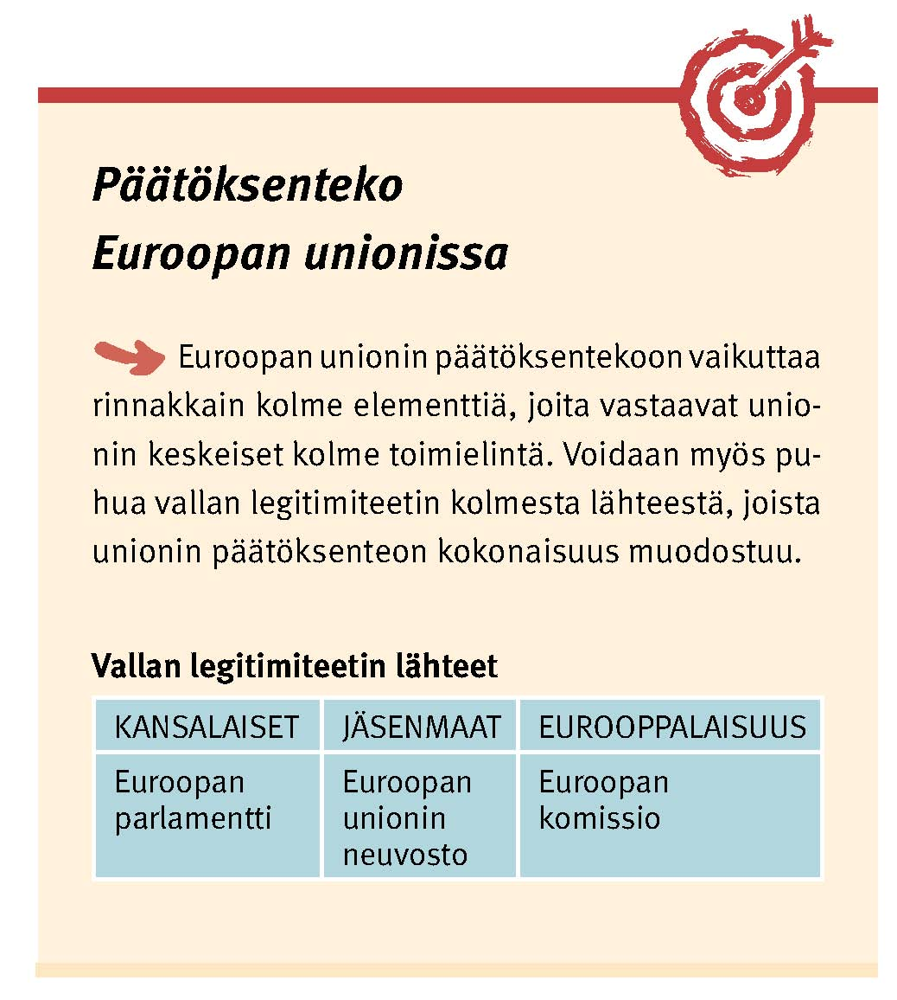 Päätöksenteko
Euroopan unionissa
Euroopan unionin päätöksentekoon vaikuttaa
rinnakkain kolme elementtiä, joita vastaavat unio-
nin keskeiset kolme toimielintä. Voidaan myös pu-
hua vallan legitimiteetin kolmesta lähteestä, joista
unionin päätöksenteon kokonaisuus muodostuu.
Vallan legitimiteetin lähteet
KANSALAISET JÄSENMAAT EUROOPPALAISUUS
Euroopan Euroopan Euroopan
parlamentti unionin komissio
neuvosto